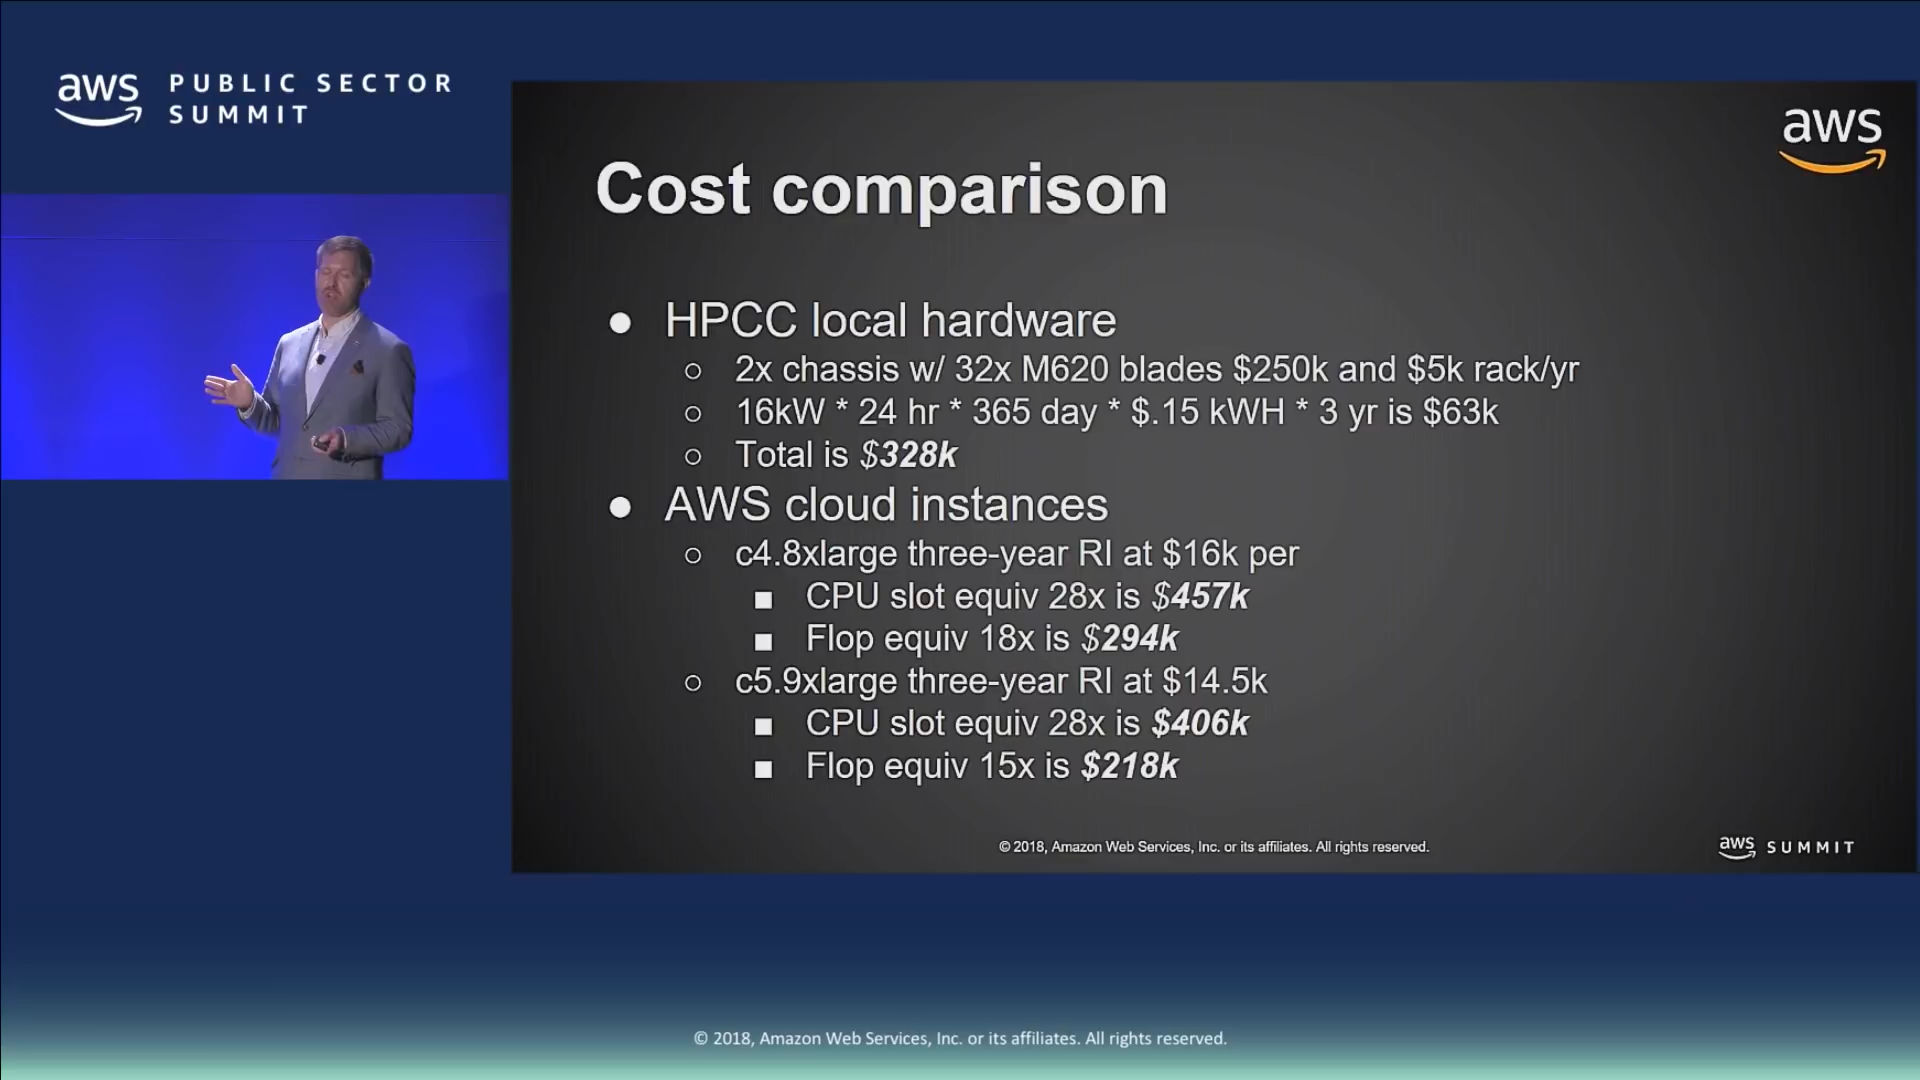 aws PUBLIC SECTOR
SUMMIT
aws
Cost comparison
● HPCC local hardware
○ 2x chassis w/ 32x M620 blades $250k and $5k rack/yr
○ 16kW * 24 hr * 365 day * $.15 kWH * 3 yr is $63k
○ Total is $328k
● AWS cloud instances
○ c4.8xlarge three-year RI at $16k per
■ CPU slot equiv 28x is $457k
■ Flop equiv 18x is $294k
○ c5.9xlarge three-year RI at $14.5k
■ CPU slot equiv 28x is $406k
■ Flop equiv 15x is $218k
© 2018, Amazon Web Services, Inc. or its affiliates. All rights reserved.
aws SUMMIT
© 2018, Amazon Web Services, Inc. or its affiliates. All rights reserved.